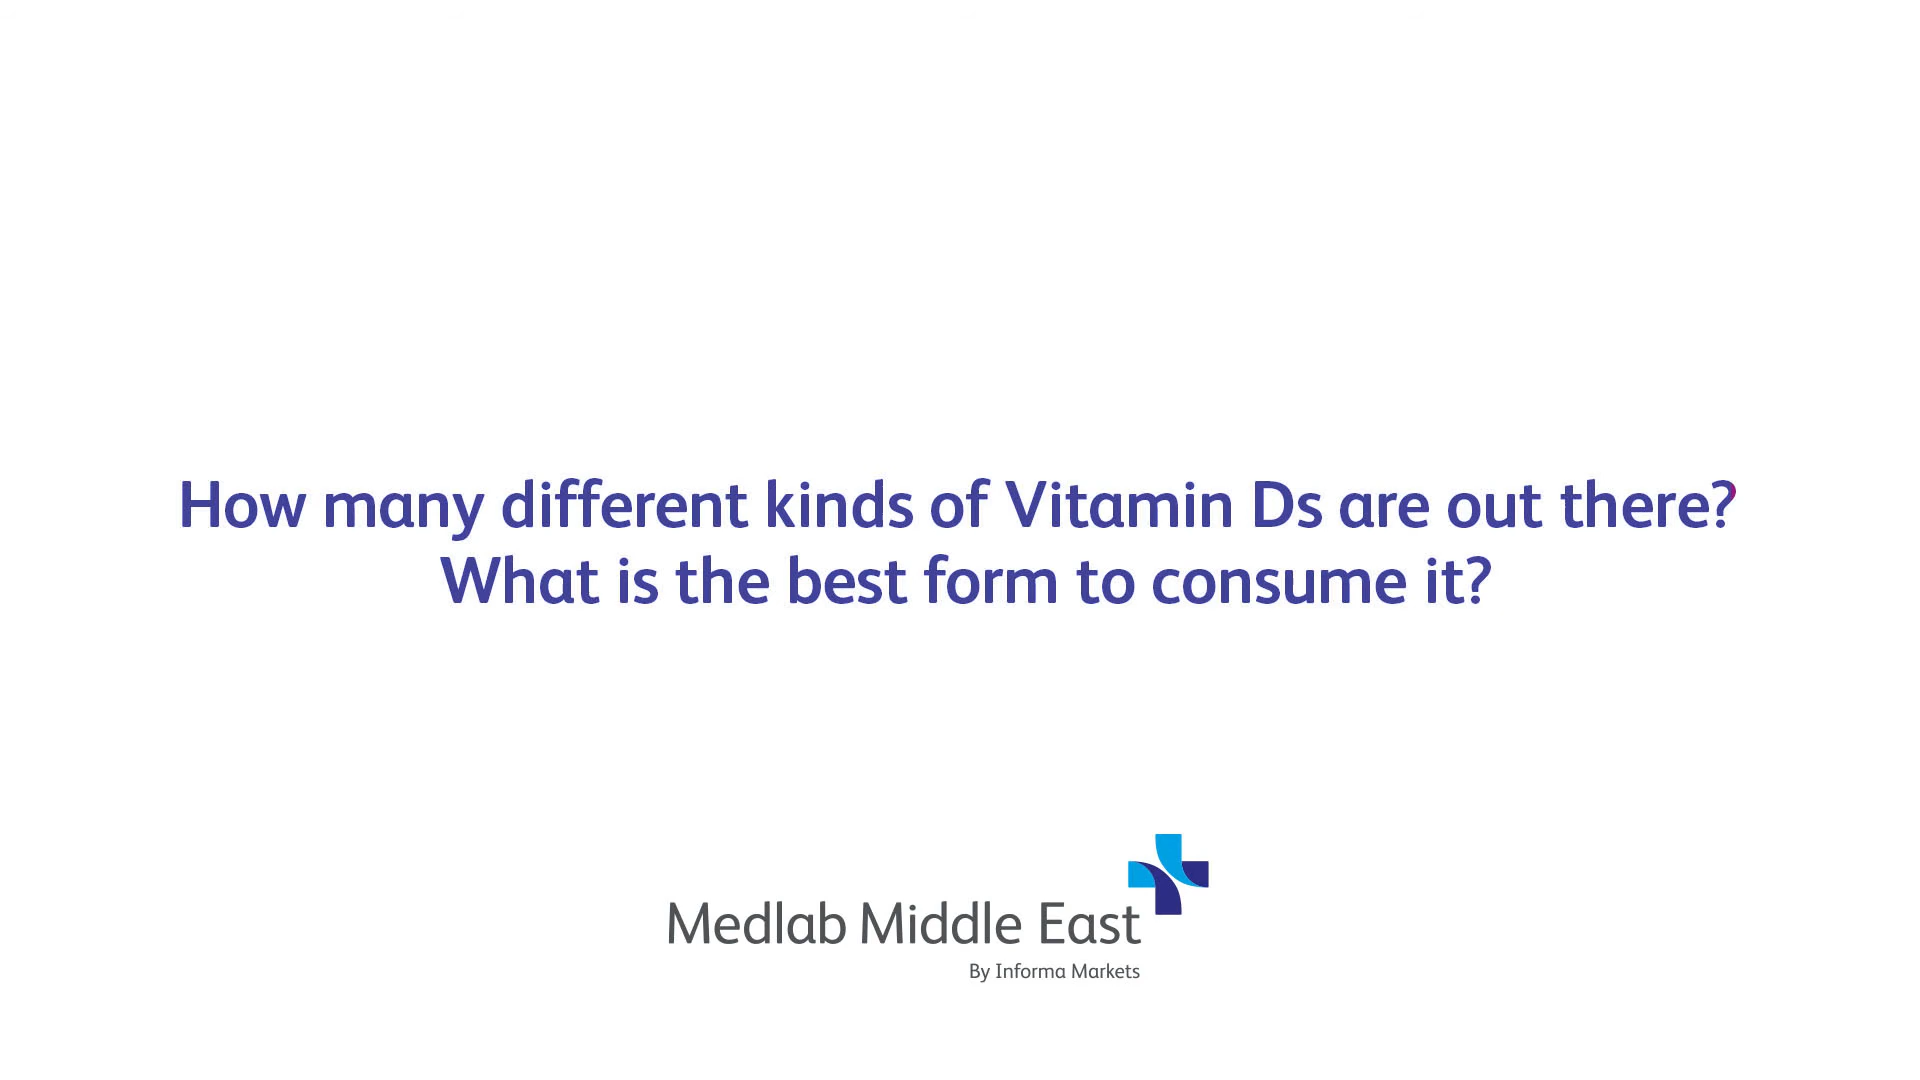 How many different kinds of Vitamin Ds are out there?
What is the best form to consume it?
Medlab Middle East
By Informa Markets